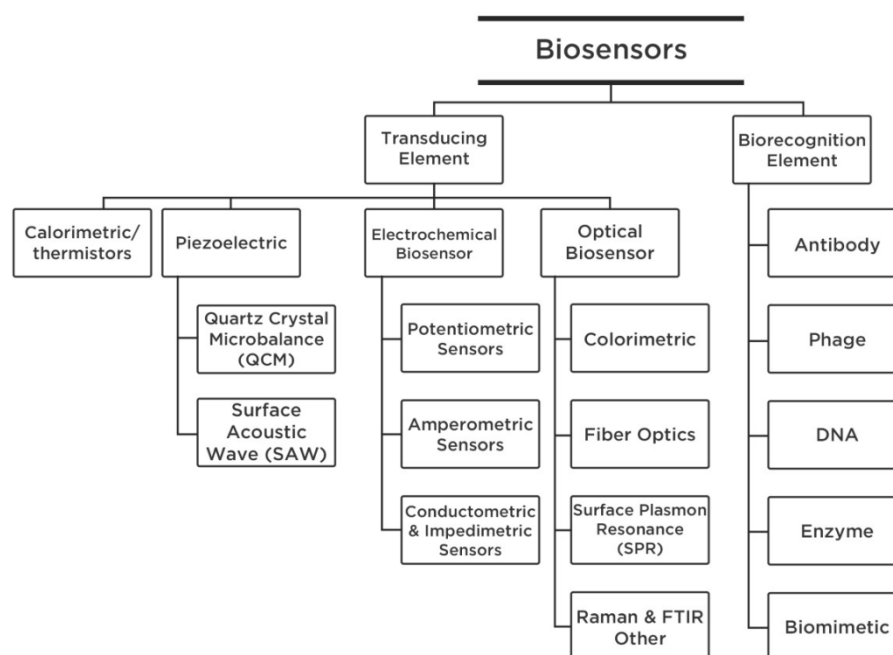 Biosensors
Transducing
Element
Biorecognition
Element
Calorimetric/
thermistors
Piezoelectric
Electrochemical
Biosensor
Optical
Biosensor
Quartz Crystal
Microbalance
(QCM)
Surface
Acoustic
Wave (SAW)
Potentiometric
Sensors
Amperometric
Sensors
Conductometric
& Impedimetric
Sensors
Colorimetric
Fiber Optics
Surface Plasmon
Resonance
(SPR)
Raman & FTIR
Other
Antibody
Phage
DNA
Enzyme
Biomimetic